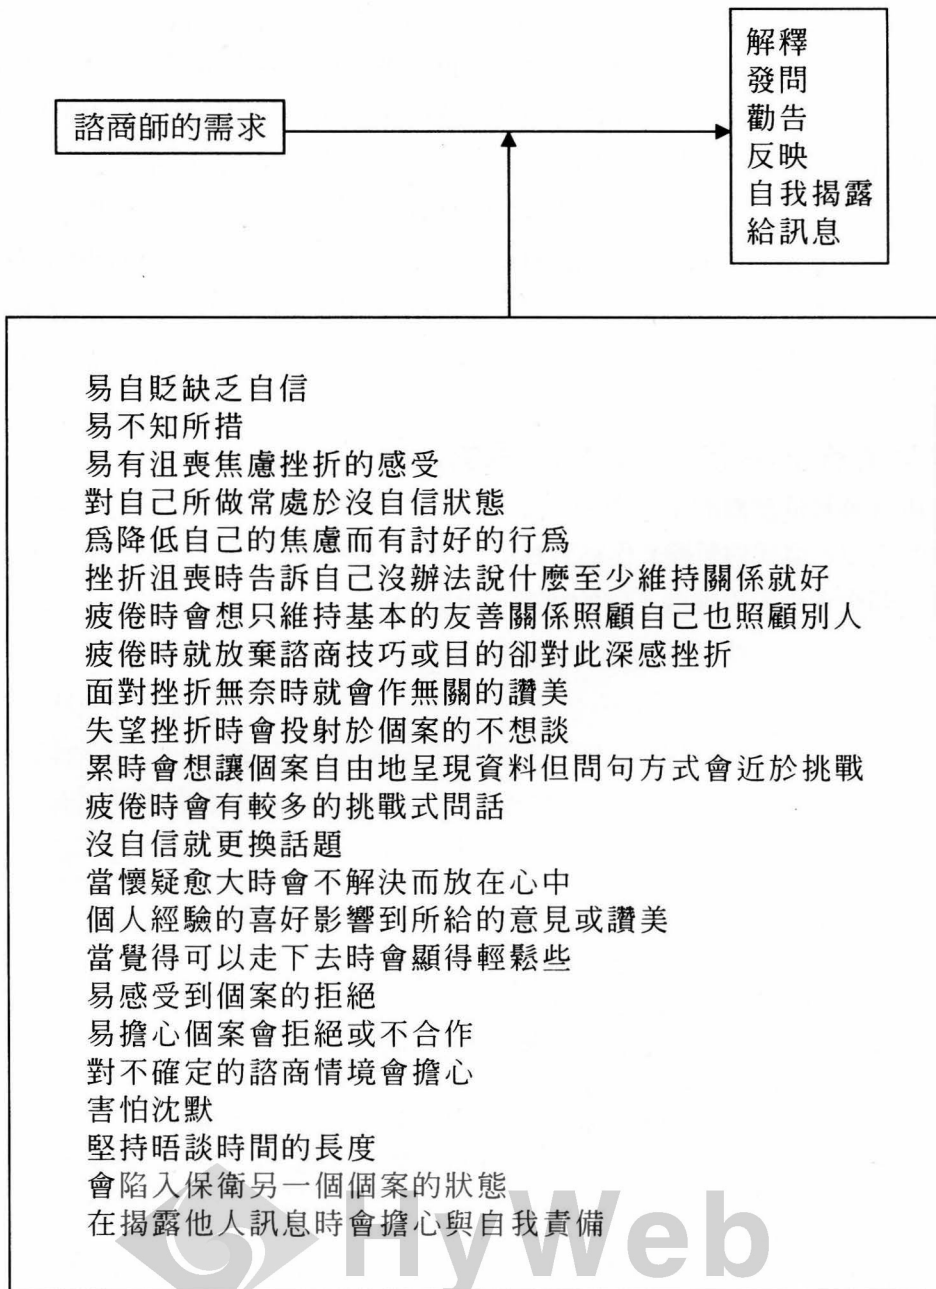 諮商師的需求
解釋
發問
勸告
反映
自我揭露
給訊息
易自貶缺乏自信
易不知所措
易有沮喪焦慮挫折的感受
對自己所做常處於沒自信狀態
爲降低自己的焦慮而有討好的行爲
挫折沮喪時告訴自己沒辦法說什麼至少維持關係就好
疲倦時會想只維持基本的友善關係照顧自己也照顧別人
疲倦時就放棄諮商技巧或目的卻對此深感挫折
面對挫折無奈時就會作無關的讚美
失望挫折時會投射於個案的不想談
累時會想讓個案自由地呈現資料但問句方式會近於挑戰
疲倦時會有較多的挑戰式問話
沒自信就更換話題
當懷疑愈大時會不解決而放在心中
個人經驗的喜好影響到所給的意見或讚美
當覺得可以走下去時會顯得輕鬆些
易感受到個案的拒絕
易擔心個案會拒絕或不合作
對不確定的諮商情境會擔心
害怕沈默
堅持晤談時間的長度
會陷入保衛另一個個案的狀態
在揭露他人訊息時會擔心與自我責備
HyWeb